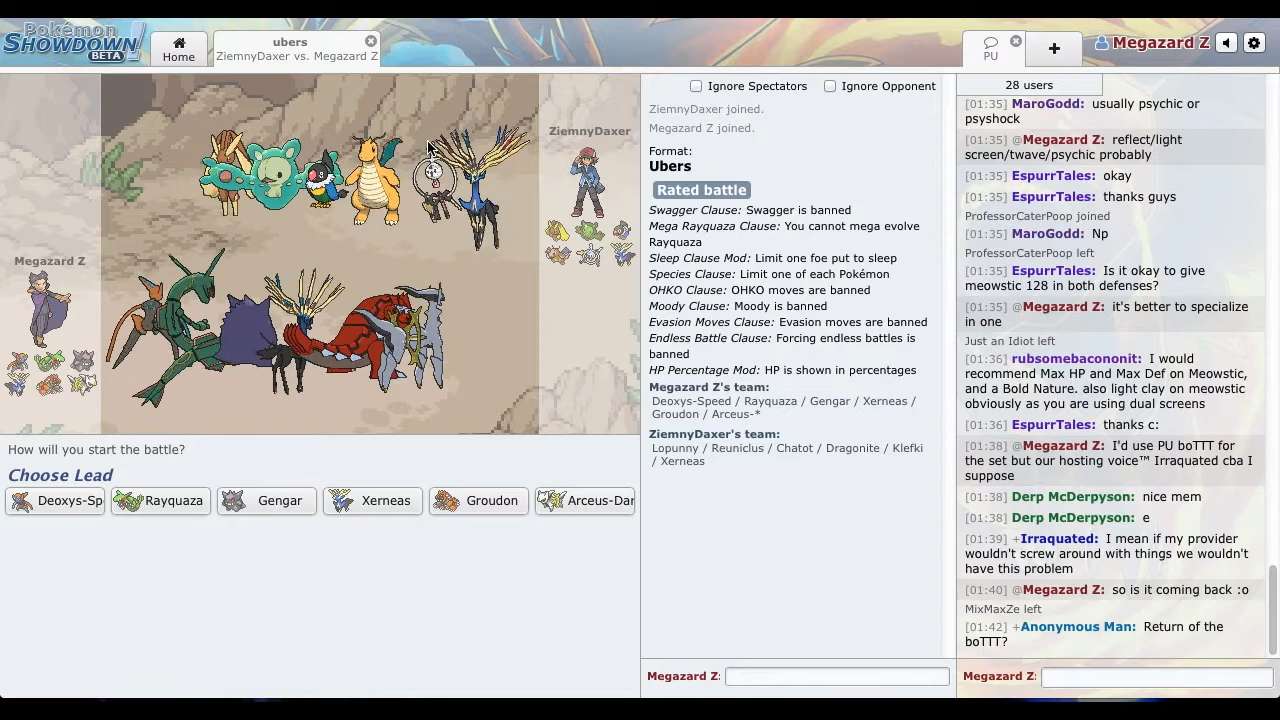 Pokémon
SHOWDOWN!
BETA
Home
ubers
ZiemnyDaxer vs. Megazard Z
PU
+
Megazard Z
ZiemnyDaxer
Megazard Z
How will you start the battle?
Choose Lead
Deoxys-Sp
Rayquaza
Gengar
Xerneas
Groudon
Arceus-Dar
Ignore Spectators
Ignore Opponent
ZiemnyDaxer joined.
Megazard Z joined.
Format:
Ubers
Rated battle
Swagger Clause: Swagger is banned
Mega Rayquaza Clause: You cannot mega evolve
Rayquaza
Sleep Clause Mod: Limit one foe put to sleep
Species Clause: Limit one of each Pokémon
OHKO Clause: OHKO moves are banned
Moody Clause: Moody is banned
Evasion Moves Clause: Evasion moves are banned
Endless Battle Clause: Forcing endless battles is
banned
HP Percentage Mod: HP is shown in percentages
Megazard Z's team:
Deoxys-Speed / Rayquaza / Gengar / Xerneas /
Groudon / Arceus-*
ZiemnyDaxer's team:
Lopunny / Reuniclus / Chatot / Dragonite / Klefki
/ Xerneas
Megazard Z:
28 users
[01:35] MaroGodd: usually psychic or
psyshock
[01:35] @Megazard Z: reflect/light
screen/twave/psychic probably
[01:35] EspurrTales: okay
[01:35] EspurrTales: thanks guys
ProfessorCaterPoop joined
[01:35] MaroGodd: Np
ProfessorCaterPoop left
[01:35] EspurrTales: Is it okay to give
meowstic 128 in both defenses?
[01:35] @Megazard Z: it's better to specialize
in one
Just an Idiot left
[01:36] rubsomebacononit: I would
recommend Max HP and Max Def on Meowstic,
and a Bold Nature. also light clay on meowstic
obviously as you are using dual screens
[01:36] EspurrTales: thanks c:
[01:38] @Megazard Z: I'd use PU boTTT for
the set but our hosting voice™ Irraquated cba I
suppose
[01:38] Derp McDerpyson: nice mem
[01:38] Derp McDerpyson: e
[01:39] +Irraquated: I mean if my provider
wouldn't screw around with things we wouldn't
have this problem
[01:40] @Megazard Z: so is it coming back :o
MixMaxZe left
[01:42] +Anonymous Man: Return of the
boTTT?
Megazard Z: